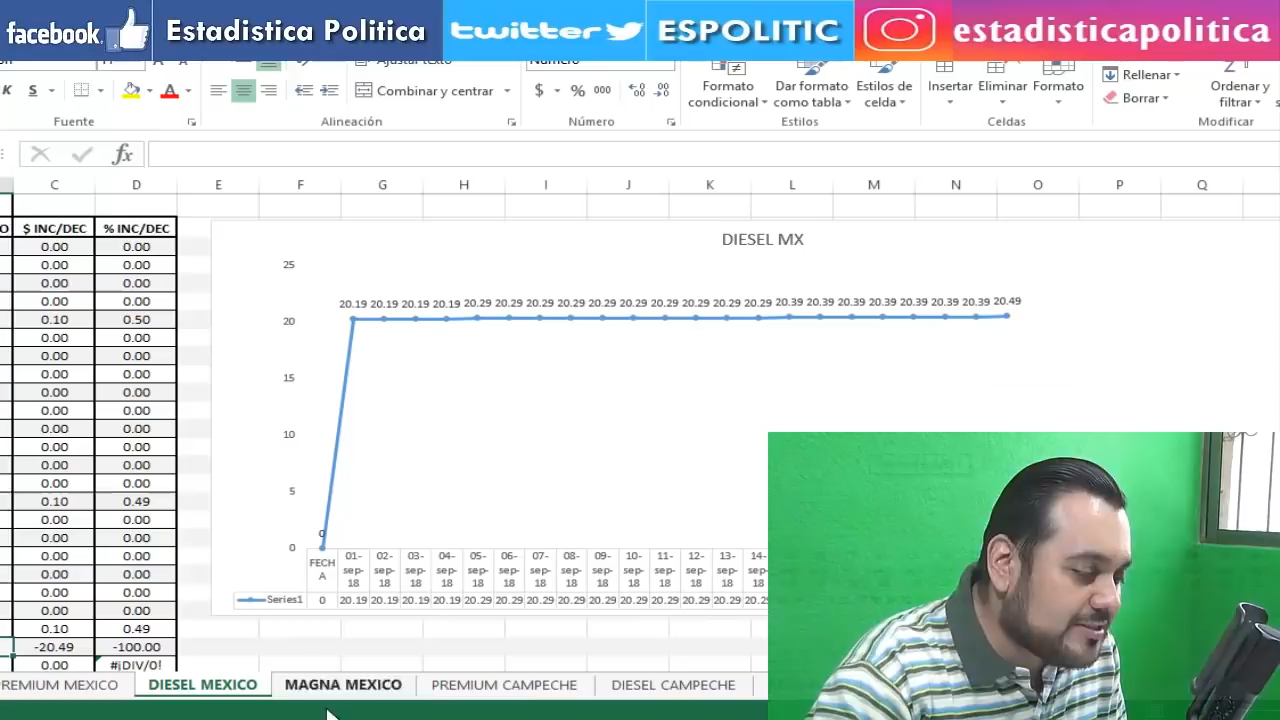 facebook. Estadistica Politica twitter ESPOLITIC estadisticapolitica
Ajustar texto
Rellenar
K S A Combinar y centrar $ % 000 Formato condicional Dar formato como tabla Estilos de celda Insertar Eliminar Formato Borrar Ordenar y filtrar
Fuente Alineación Número Estilos Celdas Modificar
fx
C D E F G H I J K L M N O P Q
O $ INC/DEC % INC/DEC
0.00 0.00
0.00 0.00
0.00 0.00
0.00 0.00
0.10 0.50
0.00 0.00
0.00 0.00
0.00 0.00
0.00 0.00
0.00 0.00
0.00 0.00
0.00 0.00
0.00 0.00
0.00 0.00
0.10 0.49
0.00 0.00
0.00 0.00
0.00 0.00
0.00 0.00
0.00 0.00
0.00 0.00
0.10 0.49
-20.49 -100.00
0.00 #¡DIV/0!
DIESEL MX
25
20.19 20.19 20.19 20.19 20.29 20.29 20.29 20.29 20.29 20.29 20.29 20.29 20.29 20.29 20.39 20.39 20.39 20.39 20.39 20.39 20.39 20.49
20
15
10
5
0
0
FECHA 01-sep-18 02-sep-18 03-sep-18 04-sep-18 05-sep-18 06-sep-18 07-sep-18 08-sep-18 09-sep-18 10-sep-18 11-sep-18 12-sep-18 13-sep-18 14-sep-18
Series1 0 20.19 20.19 20.19 20.19 20.29 20.29 20.29 20.29 20.29 20.29 20.29 20.29 20.29 20.29
PREMIUM MEXICO DIESEL MEXICO MAGNA MEXICO PREMIUM CAMPECHE DIESEL CAMPECHE